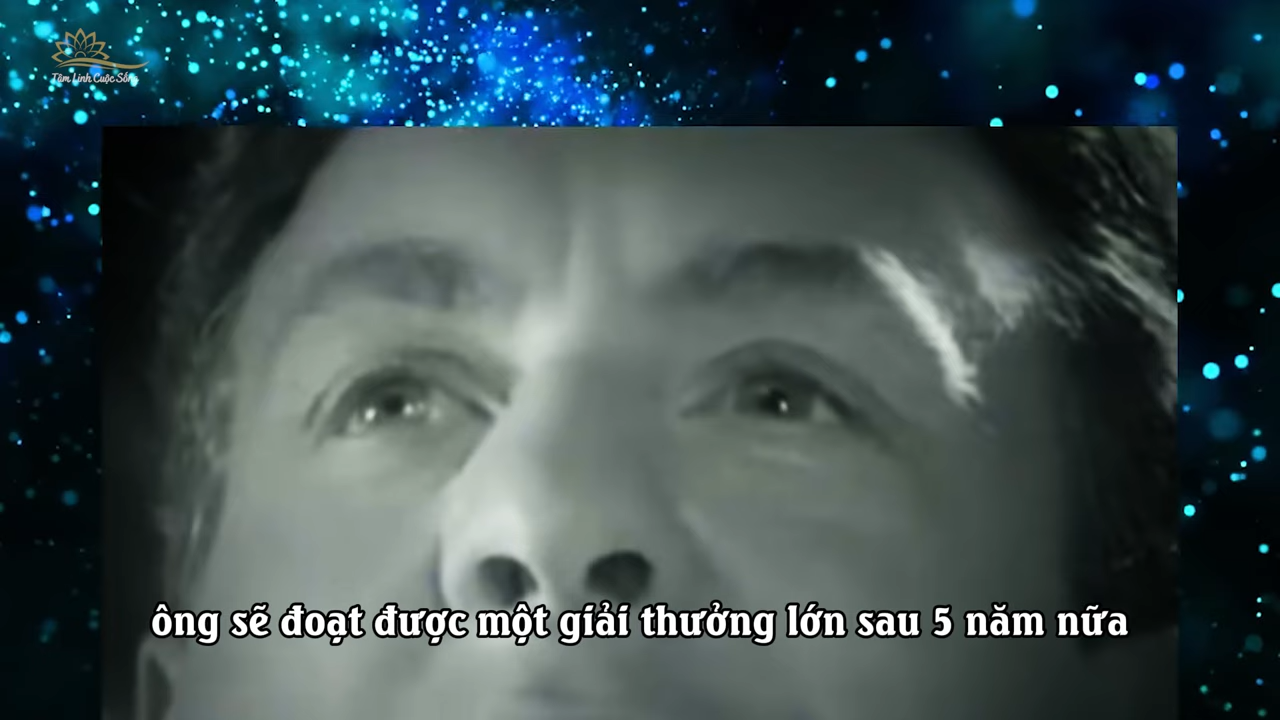 Tâm Linh Cuộc Sống
ông sẽ đoạt được một giải thưởng lớn sau 5 năm nữa